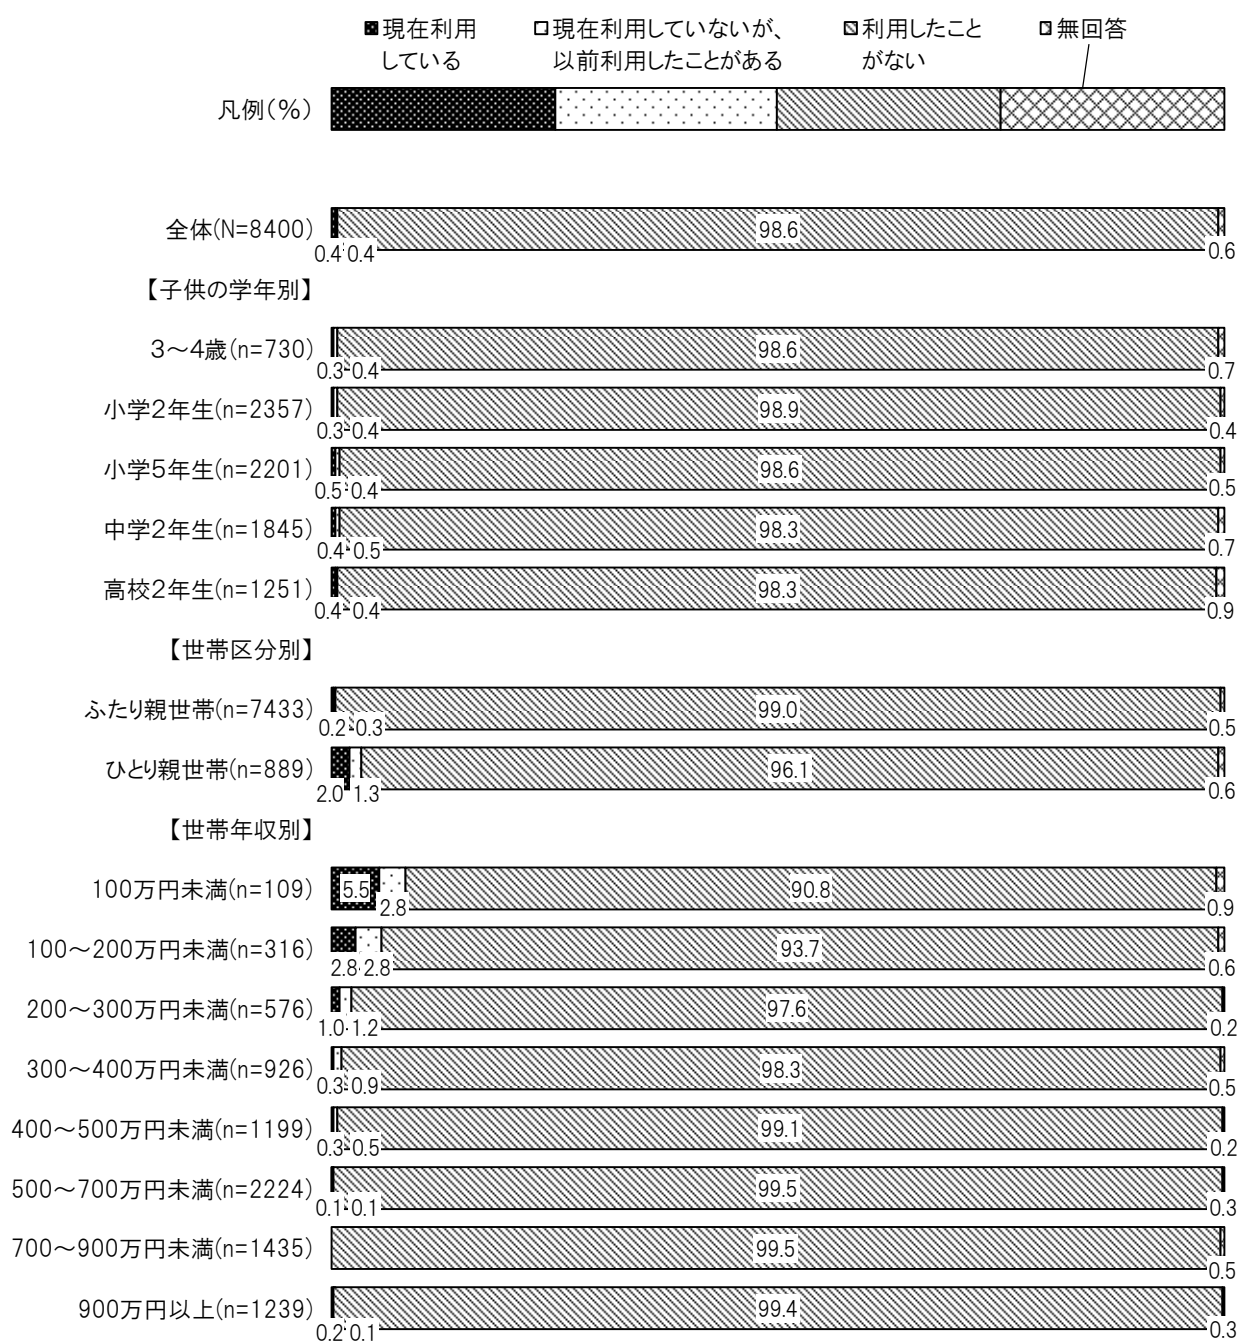 現在利用 現在利用していないが、 利用したこと 無回答
している 以前利用したことがある がない
凡例(%)
全体(N=8400) 98.6
0.4 0.4 0.6
【子供の学年別】
3～4歳(n=730) 98.6
0.3 0.4 0.7
小学2年生(n=2357) 98.9
0.3 0.4 0.4
小学5年生(n=2201) 98.6
0.5 0.4 0.5
中学2年生(n=1845) 98.3
0.4 0.5 0.7
高校2年生(n=1251) 98.3
0.4 0.4 0.9
【世帯区分別】
ふたり親世帯(n=7433) 99.0
0.2 0.3 0.5
ひとり親世帯(n=889) 96.1
2.0 1.3 0.6
【世帯年収別】
100万円未満(n=109) 5.5 90.8
2.8 0.9
100～200万円未満(n=316) 93.7
2.8 2.8 0.6
200～300万円未満(n=576) 97.6
1.0 1.2 0.2
300～400万円未満(n=926) 98.3
0.3 0.9 0.5
400～500万円未満(n=1199) 99.1
0.3 0.5 0.2
500～700万円未満(n=2224) 99.5
0.1 0.1 0.3
700～900万円未満(n=1435) 99.5
0.5
900万円以上(n=1239) 99.4
0.2 0.1 0.3